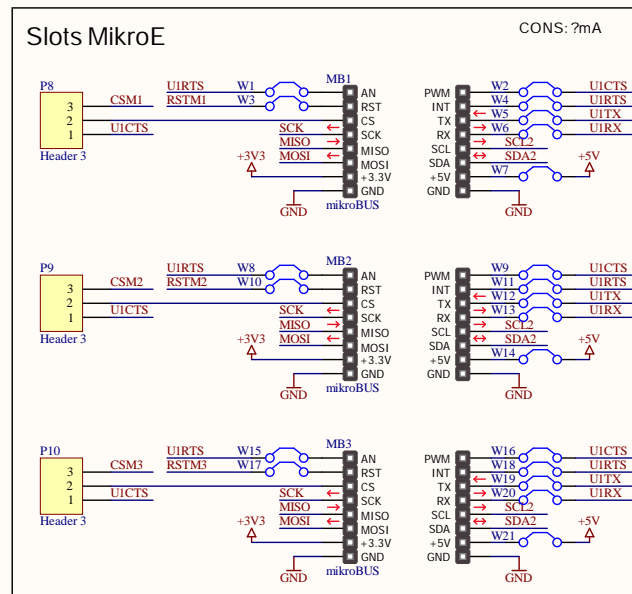 Slots MikroE
CONS: ?mA
P8
3
2
1
Header 3
CSM1
U1CTS
U1RTS W1
RSTM1 W3
SCK
MISO
MOSI
+3V3
GND
MB1
AN
RST
CS
SCK
MISO
MOSI
+3.3V
GND
mikroBUS
PWM W2 U1CTS
INT W4 U1RTS
TX W5 U1TX
RX W6 U1RX
SCL SCL2
SDA SDA2
+5V W7 +5V
GND
GND
P9
3
2
1
Header 3
CSM2
U1CTS
U1RTS W8
RSTM2 W10
SCK
MISO
MOSI
+3V3
GND
MB2
AN
RST
CS
SCK
MISO
MOSI
+3.3V
GND
mikroBUS
PWM W9 U1CTS
INT W11 U1RTS
TX W12 U1TX
RX W13 U1RX
SCL SCL2
SDA SDA2
+5V W14 +5V
GND
GND
P10
3
2
1
Header 3
CSM3
U1CTS
U1RTS W15
RSTM3 W17
SCK
MISO
MOSI
+3V3
GND
MB3
AN
RST
CS
SCK
MISO
MOSI
+3.3V
GND
mikroBUS
PWM W16 U1CTS
INT W18 U1RTS
TX W19 U1TX
RX W20 U1RX
SCL SCL2
SDA SDA2
+5V W21 +5V
GND
GND